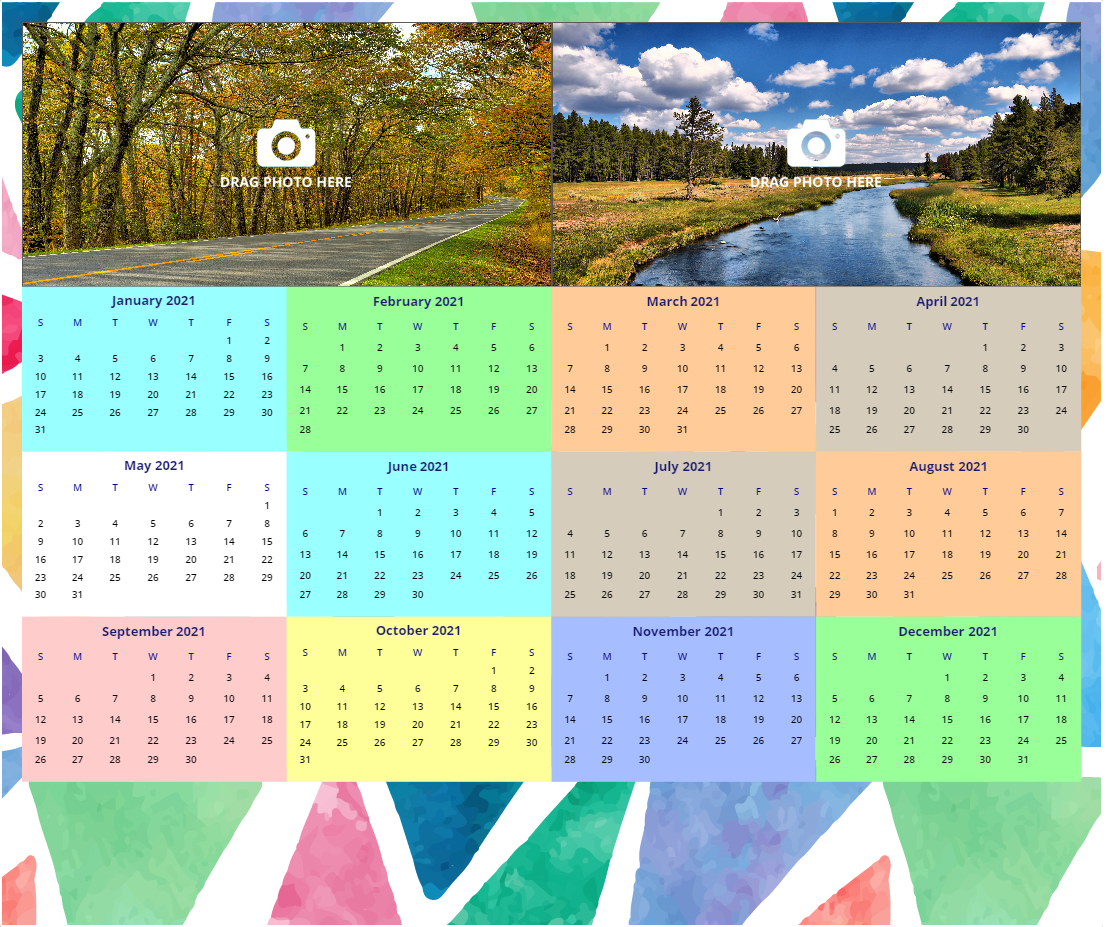 DRAG PHOTO HERE
DRAG PHOTO HERE
January 2021
S M T W T F S
1 2
3 4 5 6 7 8 9
10 11 12 13 14 15 16
17 18 19 20 21 22 23
24 25 26 27 28 29 30
31
February 2021
S M T W T F S
1 2 3 4 5 6
7 8 9 10 11 12 13
14 15 16 17 18 19 20
21 22 23 24 25 26 27
28
March 2021
S M T W T F S
1 2 3 4 5 6
7 8 9 10 11 12 13
14 15 16 17 18 19 20
21 22 23 24 25 26 27
28 29 30 31
April 2021
S M T W T F S
1 2 3
4 5 6 7 8 9 10
11 12 13 14 15 16 17
18 19 20 21 22 23 24
25 26 27 28 29 30
May 2021
S M T W T F S
1
2 3 4 5 6 7 8
9 10 11 12 13 14 15
16 17 18 19 20 21 22
23 24 25 26 27 28 29
30 31
June 2021
S M T W T F S
1 2 3 4 5
6 7 8 9 10 11 12
13 14 15 16 17 18 19
20 21 22 23 24 25 26
27 28 29 30
July 2021
S M T W T F S
1 2 3
4 5 6 7 8 9 10
11 12 13 14 15 16 17
18 19 20 21 22 23 24
25 26 27 28 29 30 31
August 2021
S M T W T F S
1 2 3 4 5 6 7
8 9 10 11 12 13 14
15 16 17 18 19 20 21
22 23 24 25 26 27 28
29 30 31
September 2021
S M T W T F S
1 2 3 4
5 6 7 8 9 10 11
12 13 14 15 16 17 18
19 20 21 22 23 24 25
26 27 28 29 30
October 2021
S M T W T F S
1 2
3 4 5 6 7 8 9
10 11 12 13 14 15 16
17 18 19 20 21 22 23
24 25 26 27 28 29 30
31
November 2021
S M T W T F S
1 2 3 4 5 6
7 8 9 10 11 12 13
14 15 16 17 18 19 20
21 22 23 24 25 26 27
28 29 30
December 2021
S M T W T F S
1 2 3 4
5 6 7 8 9 10 11
12 13 14 15 16 17 18
19 20 21 22 23 24 25
26 27 28 29 30 31